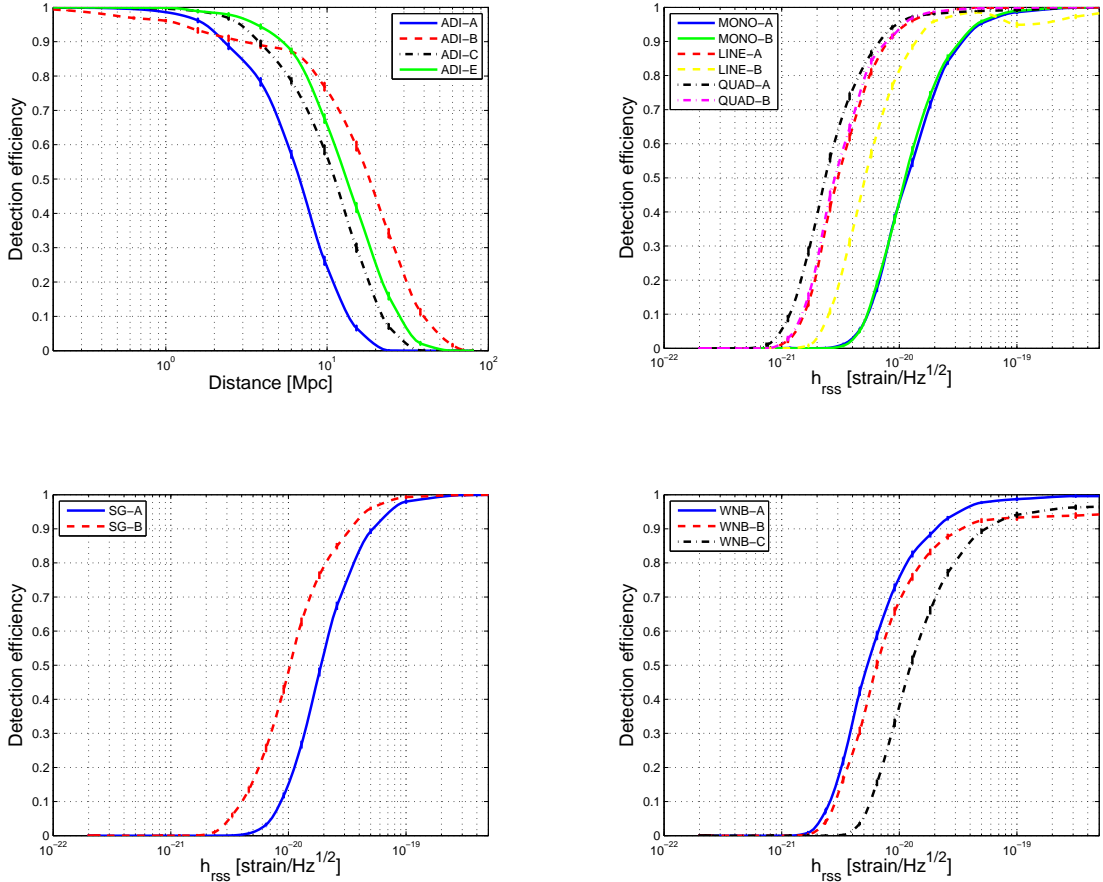 1
0.9
0.8
0.7
0.6
0.5
0.4
0.3
0.2
0.1
0
Detection efficiency
10^0
10^1
10^2
Distance [Mpc]
ADI−A
ADI−B
ADI−C
ADI−E
1
0.9
0.8
0.7
0.6
0.5
0.4
0.3
0.2
0.1
0
Detection efficiency
10^−22
10^−21
10^−20
10^−19
h_rss [strain/Hz^1/2]
MONO−A
MONO−B
LINE−A
LINE−B
QUAD−A
QUAD−B
1
0.9
0.8
0.7
0.6
0.5
0.4
0.3
0.2
0.1
0
Detection efficiency
10^−22
10^−21
10^−20
10^−19
h_rss [strain/Hz^1/2]
SG−A
SG−B
1
0.9
0.8
0.7
0.6
0.5
0.4
0.3
0.2
0.1
0
Detection efficiency
10^−22
10^−21
10^−20
10^−19
h_rss [strain/Hz^1/2]
WNB−A
WNB−B
WNB−C